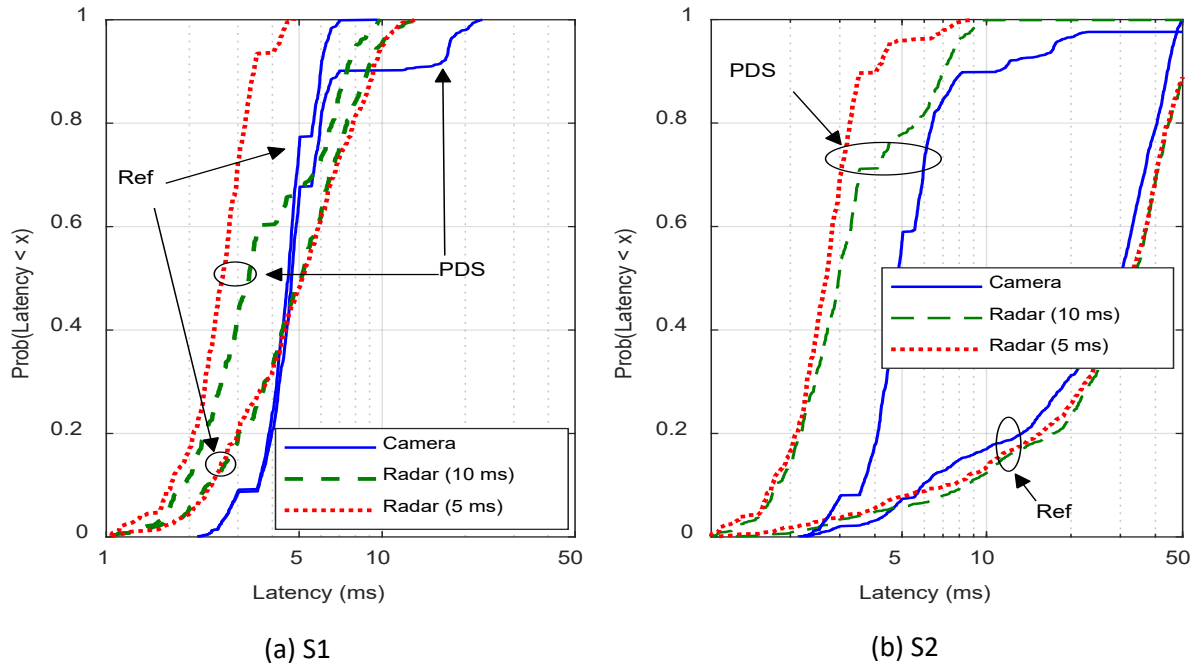 1
0.8
0.6
0.4
0.2
0
Prob(Latency < x)
Ref
PDS
Camera
Radar (10 ms)
Radar (5 ms)
1
5
10
50
Latency (ms)
(a) S1
1
0.8
0.6
0.4
0.2
0
Prob(Latency < x)
PDS
Camera
Radar (10 ms)
Radar (5 ms)
Ref
5
10
50
Latency (ms)
(b) S2